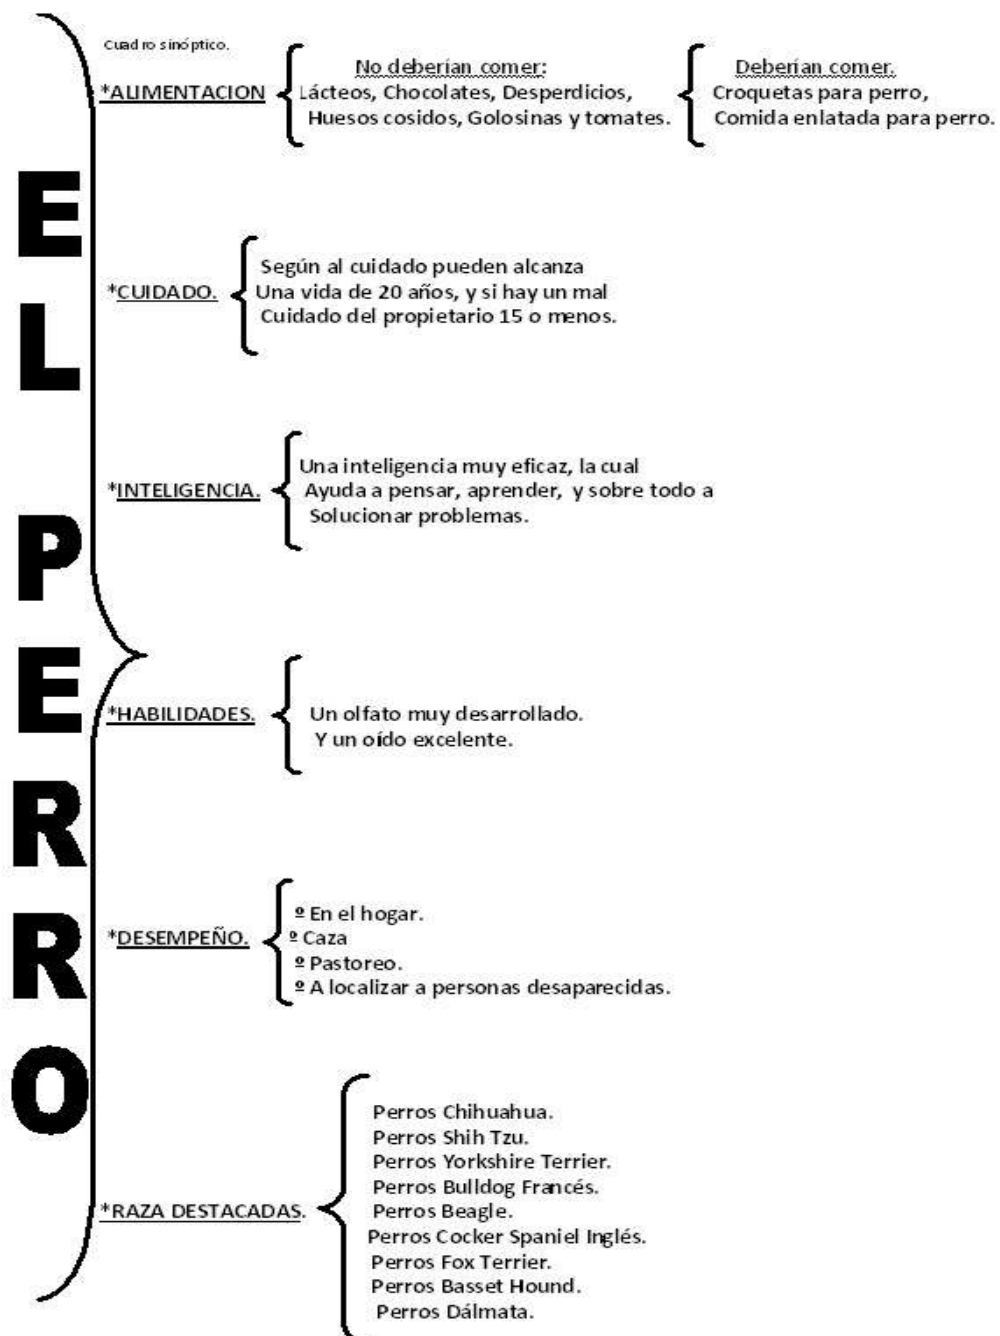 EL PERRO
Cuadro sinóptico.
*ALIMENTACION
No deberían comer:
Lácteos, Chocolates, Desperdicios,
Huesos cosidos, Golosinas y tomates.
Deberían comer.
Croquetas para perro,
Comida enlatada para perro.
*CUIDADO.
Según al cuidado pueden alcanza
Una vida de 20 años, y si hay un mal
Cuidado del propietario 15 o menos.
*INTELIGENCIA.
Una inteligencia muy eficaz, la cual
Ayuda a pensar, aprender, y sobre todo a
Solucionar problemas.
*HABILIDADES.
Un olfato muy desarrollado.
Y un oído excelente.
*DESEMPEÑO.
º En el hogar.
º Caza
º Pastoreo.
º A localizar a personas desaparecidas.
*RAZA DESTACADAS.
Perros Chihuahua.
Perros Shih Tzu.
Perros Yorkshire Terrier.
Perros Bulldog Francés.
Perros Beagle.
Perros Cocker Spaniel Inglés.
Perros Fox Terrier.
Perros Basset Hound.
Perros Dálmata.